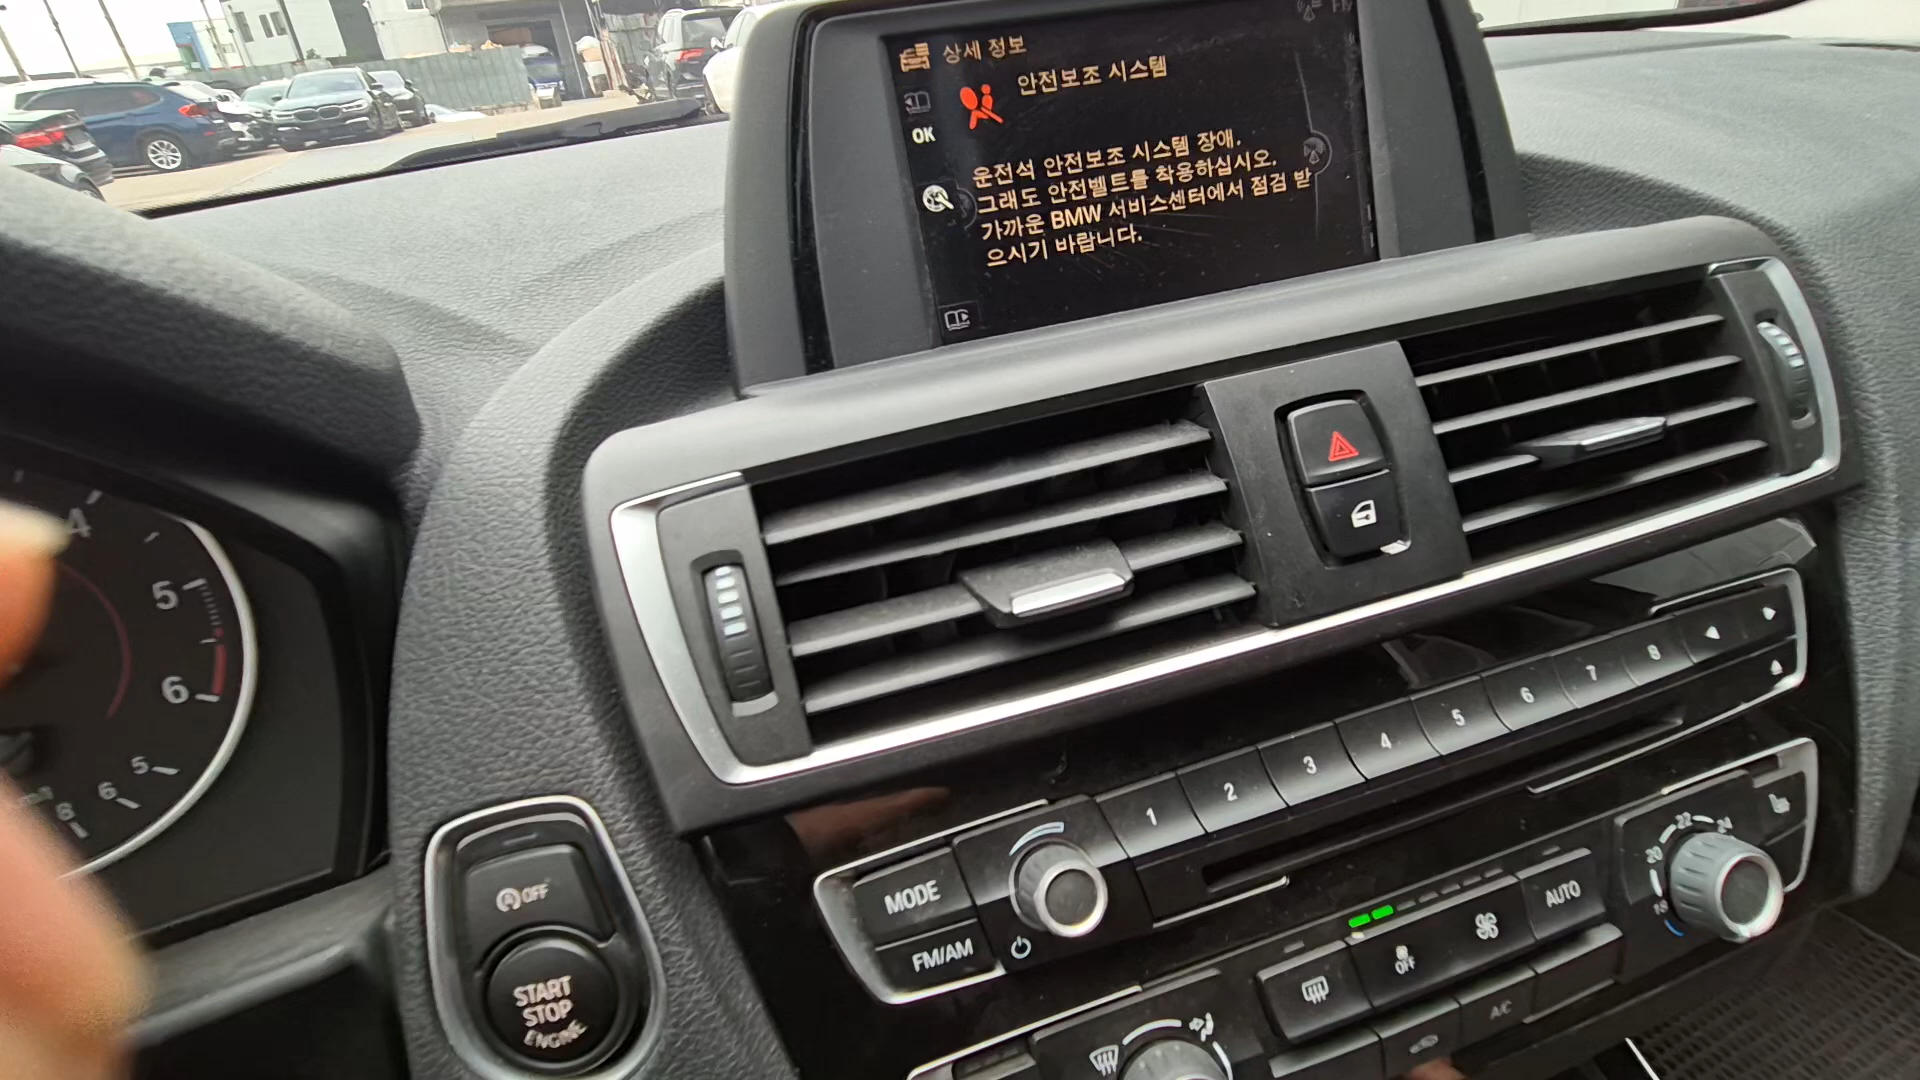 상세 정보
안전보조 시스템
OK
운전석 안전보조 시스템 장애.
그래도 안전벨트를 착용하십시오.
가까운 BMW 서비스센터에서 점검 받
으시기 바랍니다.
4
5
6
5
6
8
OFF
START
STOP
ENGINE
MODE
FM/AM
1 2 3 4 5 6 7 8
AUTO
OFF
A/C
18 20 22 24